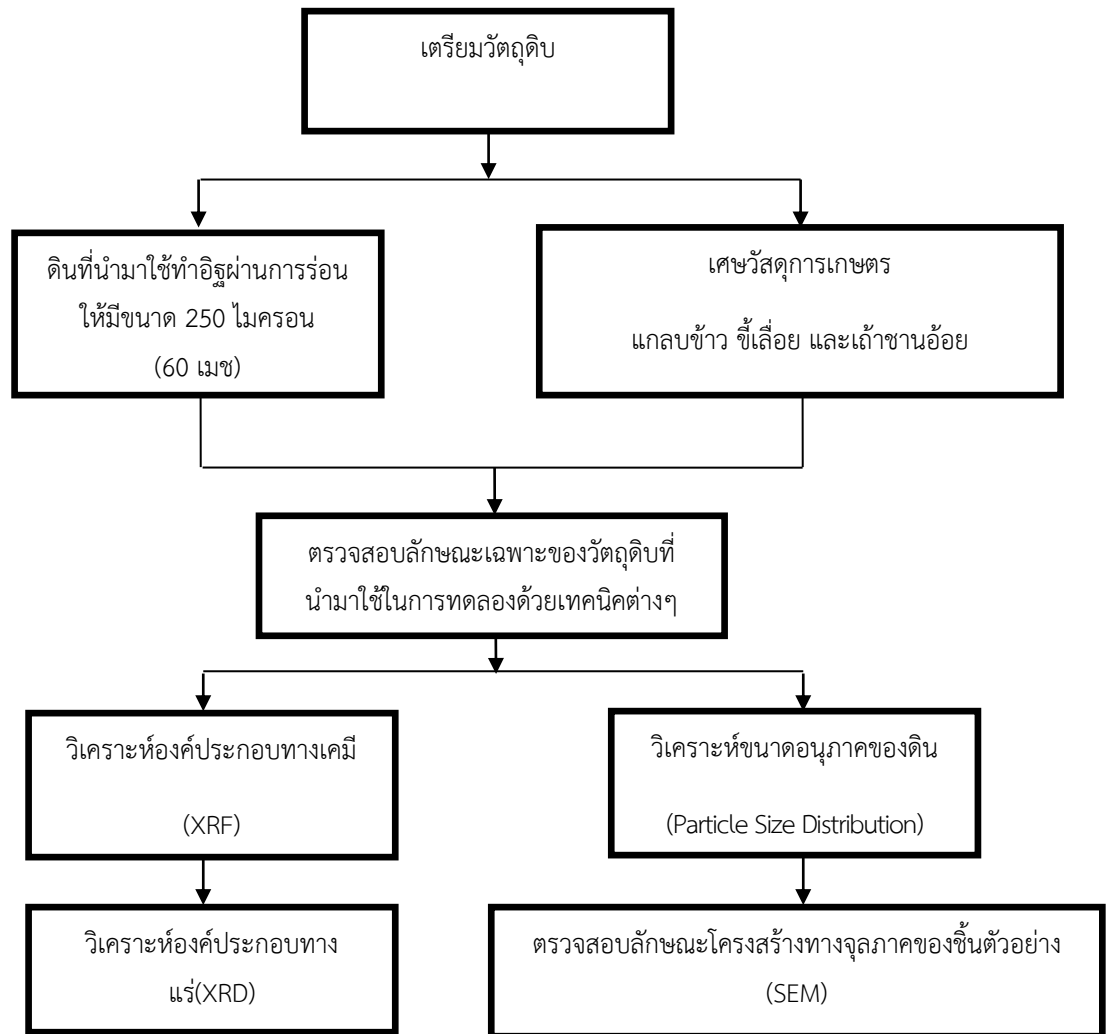 เตรียมวัตถุดิบ
ดินที่นำมาใช้ทำอิฐผ่านการร่อน
ให้มีขนาด 250 ไมครอน
(60 เมช)
เศษวัสดุการเกษตร
แกลบข้าว ขี้เลื่อย และเถ้าชานอ้อย
ตรวจสอบลักษณะเฉพาะของวัตถุดิบที่
นำมาใช้ในการทดลองด้วยเทคนิคต่างๆ
วิเคราะห์องค์ประกอบทางเคมี
(XRF)
วิเคราะห์ขนาดอนุภาคของดิน
(Particle Size Distribution)
วิเคราะห์องค์ประกอบทาง
แร่(XRD)
ตรวจสอบลักษณะโครงสร้างทางจุลภาคของชิ้นตัวอย่าง
(SEM)